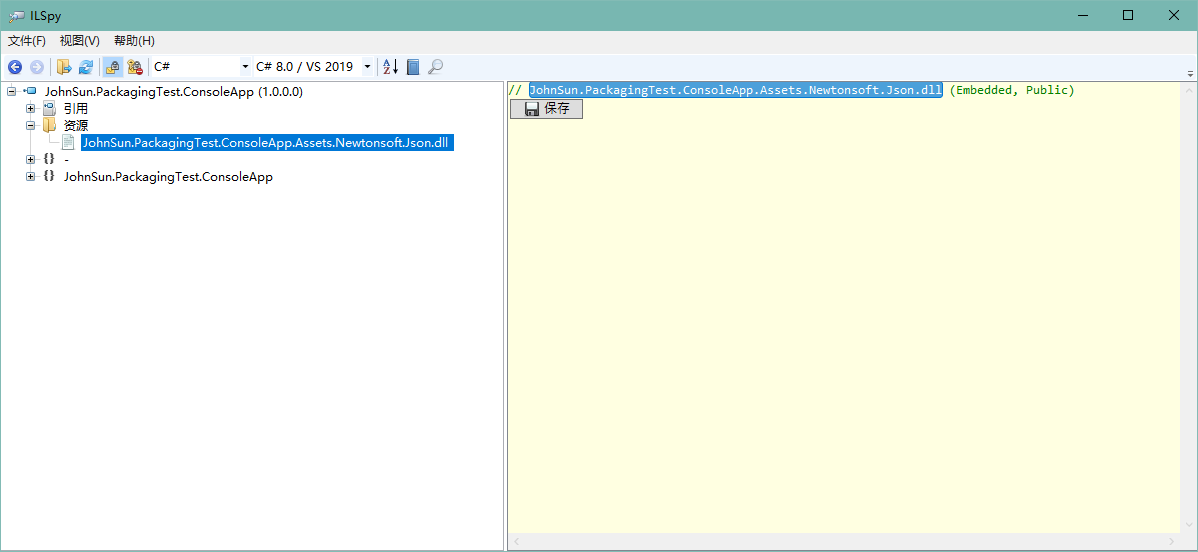 ILSpy
文件(F) 视图(V) 帮助(H)
C# C# 8.0 / VS 2019
JohnSun.PackagingTest.ConsoleApp (1.0.0.0)
引用
资源
JohnSun.PackagingTest.ConsoleApp.Assets.Newtonsoft.Json.dll
-
JohnSun.PackagingTest.ConsoleApp
// JohnSun.PackagingTest.ConsoleApp.Assets.Newtonsoft.Json.dll (Embedded, Public)
保存